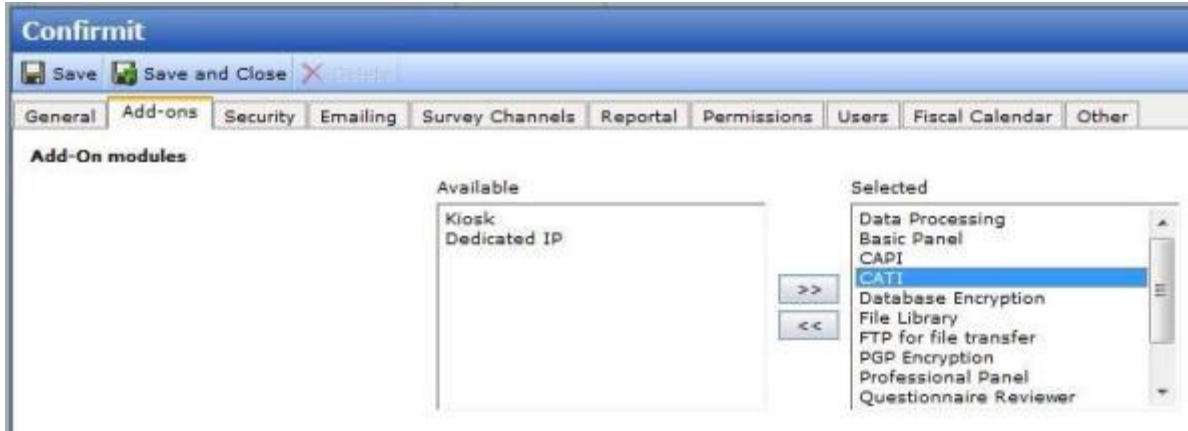 Confirmit
Save Save and Close Delete
General Add-ons Security Emailing Survey Channels Reportal Permissions Users Fiscal Calendar Other
Add-On modules
Available Selected
Kiosk
Dedicated IP
>>
<<
Data Processing
Basic Panel
CAPI
CATI
Database Encryption
File Library
FTP for file transfer
PGP Encryption
Professional Panel
Questionnaire Reviewer